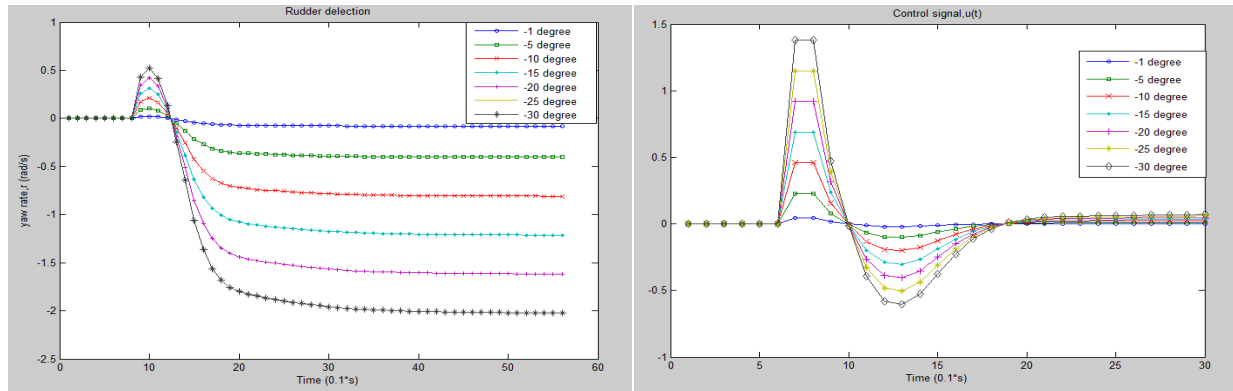 Rudder delection
1
0.5
0
-0.5
-1
-1.5
-2
-2.5
yaw rate,r (rad/s)
-1 degree
-5 degree
-10 degree
-15 degree
-20 degree
-25 degree
-30 degree
0 10 20 30 40 50 60
Time (0.1*s)
Control signal,u(t)
1.5
1
0.5
0
-0.5
-1
-1 degree
-5 degree
-10 degree
-15 degree
-20 degree
-25 degree
-30 degree
0 5 10 15 20 25 30
Time (0.1*s)